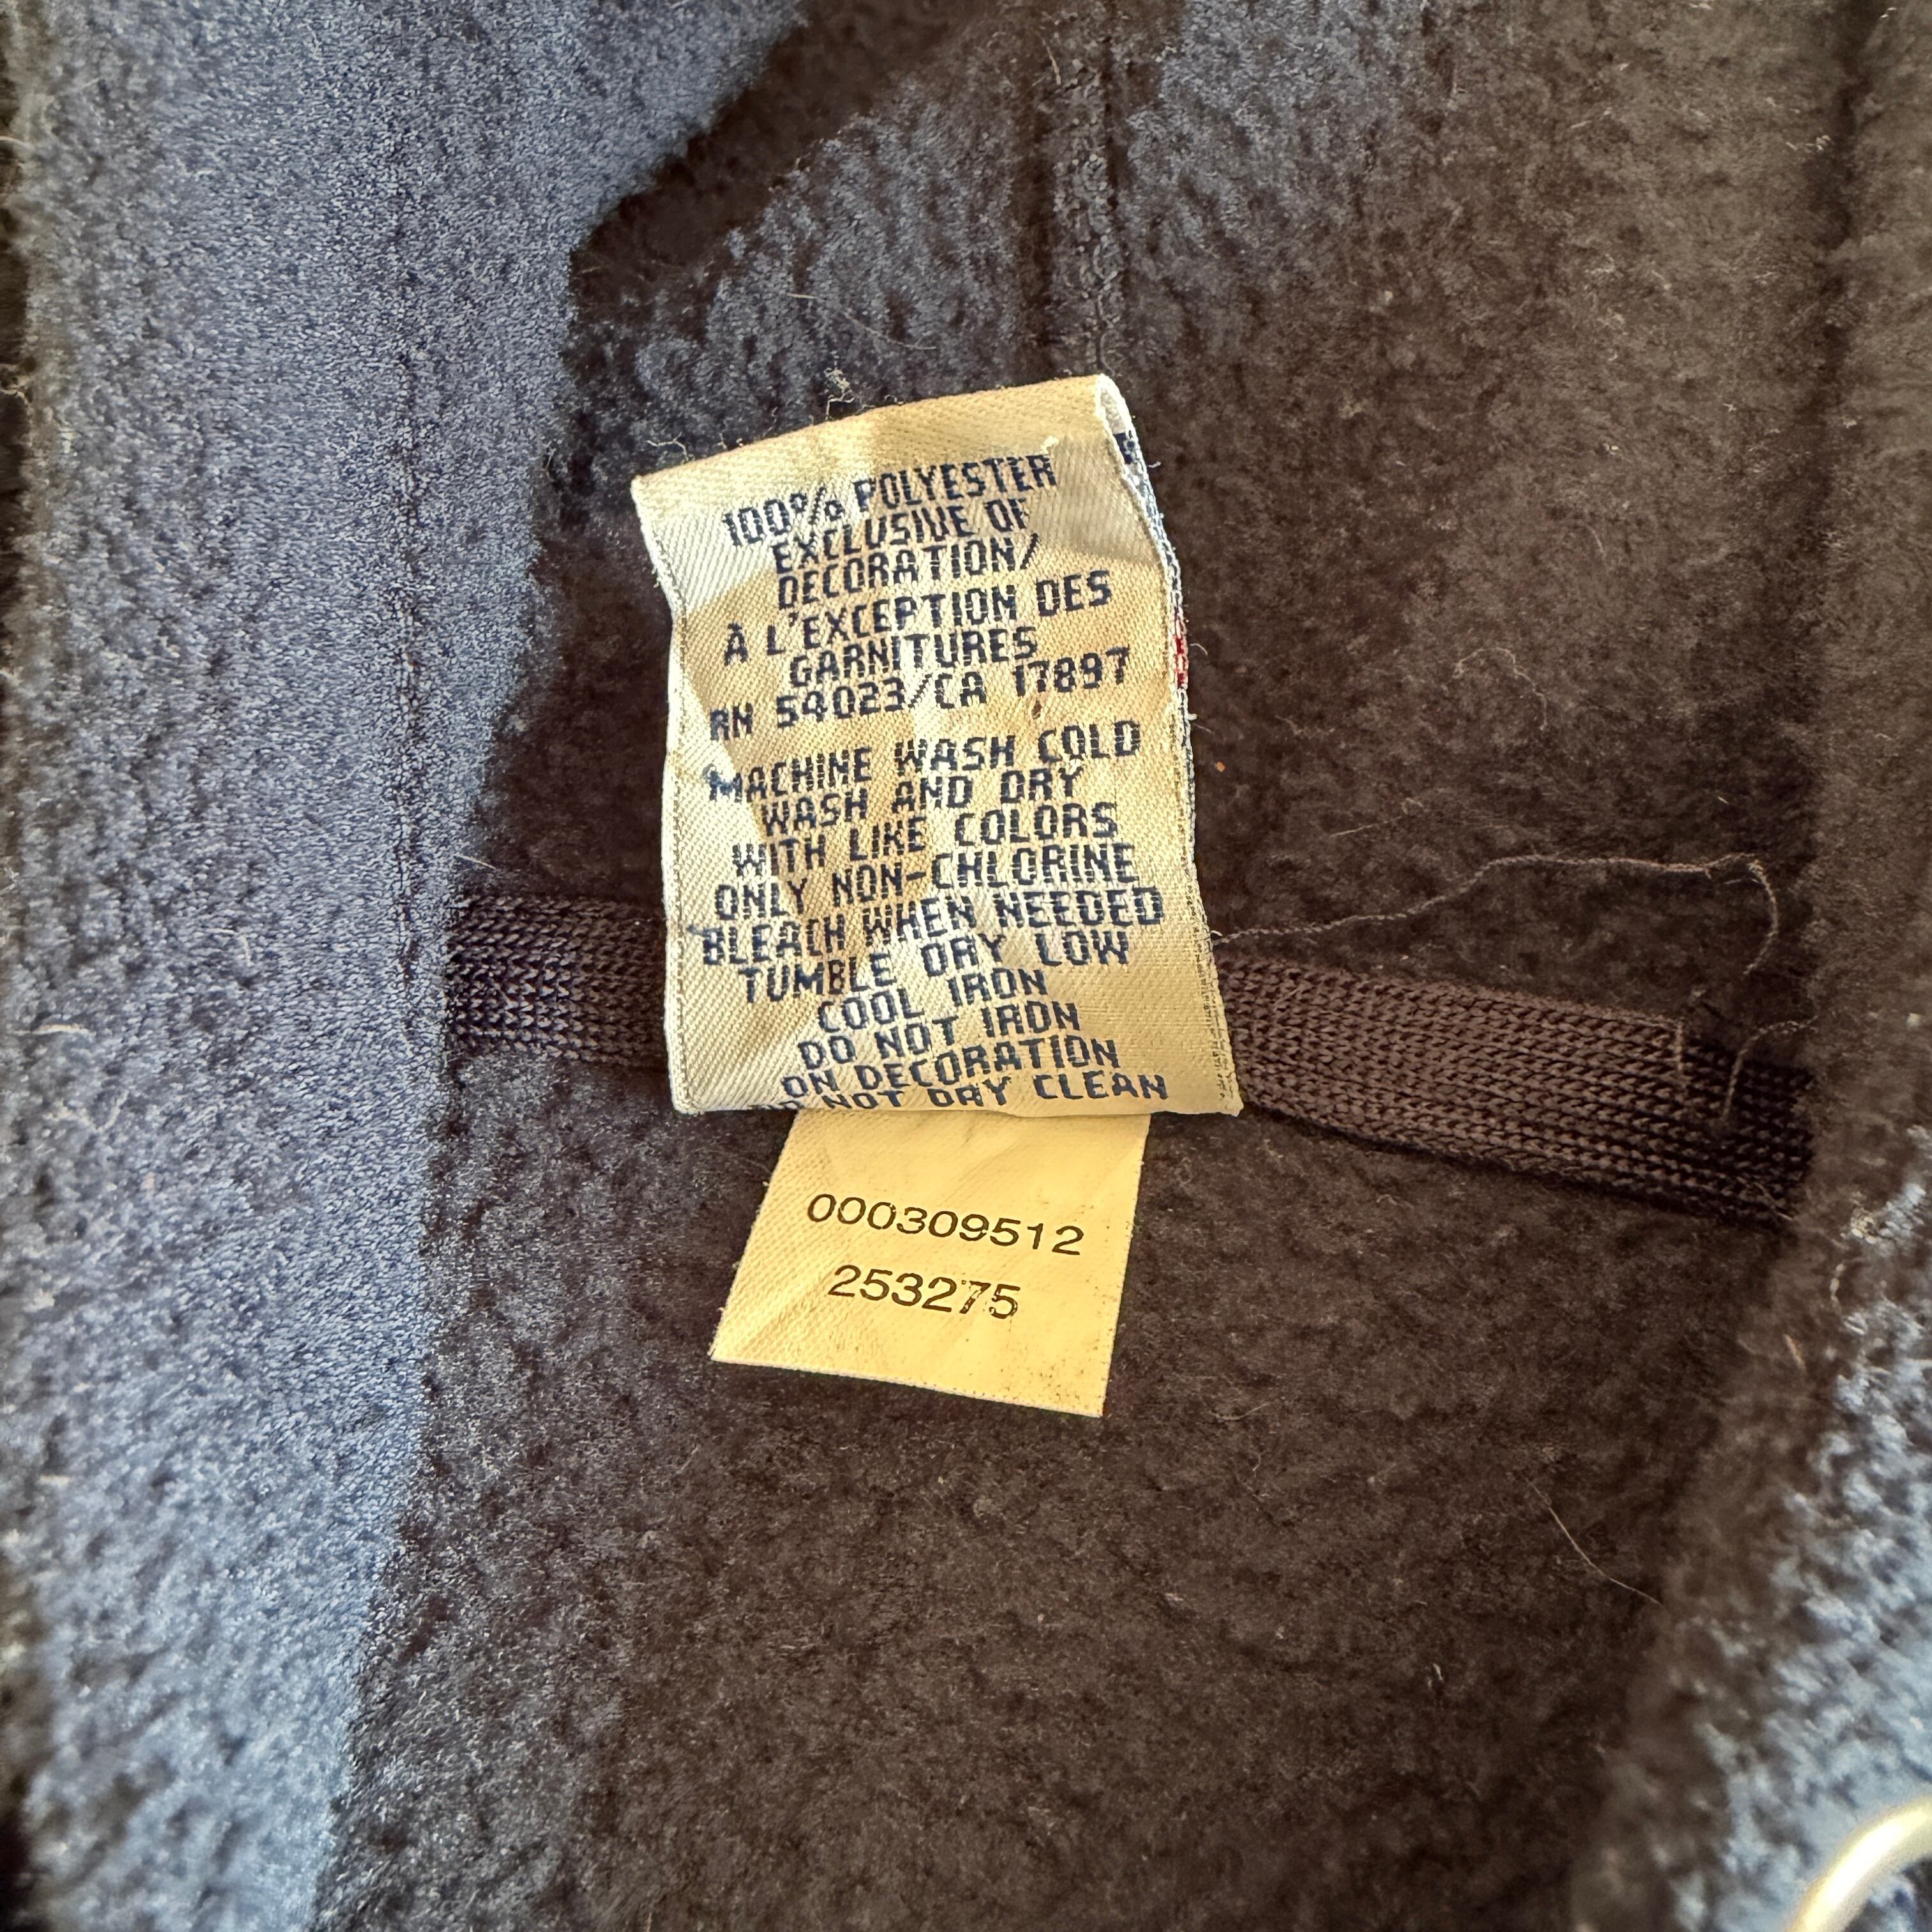 100% POLYESTER
EXCLUSIVE OF
DECORATION/
À L'EXCEPTION DES
GARNITURES
RN 54023/CA 17897
MACHINE WASH COLD
WASH AND DRY
WITH LIKE COLORS
ONLY NON-CHLORINE
BLEACH WHEN NEEDED
TUMBLE DRY LOW
COOL IRON
DO NOT IRON
ON DECORATION
NOT DRY CLEAN
000309512
253275